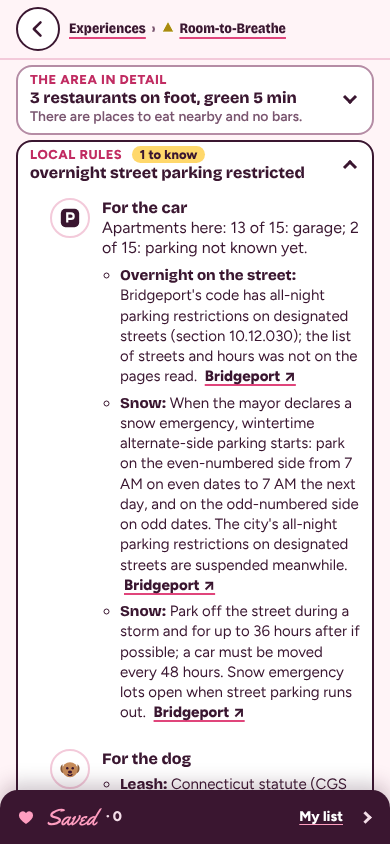 Experiences › Room-to-Breathe
THE AREA IN DETAIL
3 restaurants on foot, green 5 min
There are places to eat nearby and no bars.
LOCAL RULES 1 to know
overnight street parking restricted
P
For the car
Apartments here: 13 of 15: garage; 2
of 15: parking not known yet.
Overnight on the street:
Bridgeport's code has all-night
parking restrictions on designated
streets (section 10.12.030); the list
of streets and hours was not on the
pages read. Bridgeport ↗
Snow: When the mayor declares a
snow emergency, wintertime
alternate-side parking starts: park
on the even-numbered side from 7
AM on even dates to 7 AM the next
day, and on the odd-numbered side
on odd dates. The city's all-night
parking restrictions on designated
streets are suspended meanwhile.
Bridgeport ↗
Snow: Park off the street during a
storm and for up to 36 hours after if
possible; a car must be moved
every 48 hours. Snow emergency
lots open when street parking runs
out. Bridgeport ↗
For the dog
Leash: Connecticut statute (CGS
Saved · 0
My list